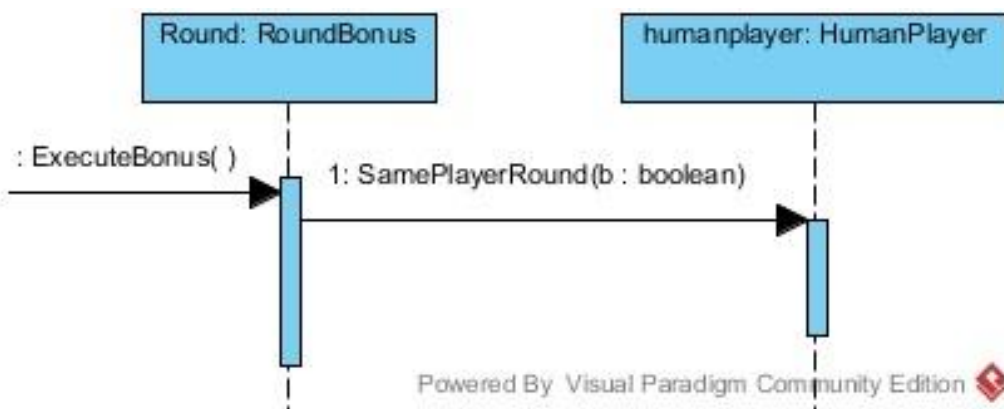 Round: RoundBonus
humanplayer: HumanPlayer
: ExecuteBonus( )
1: SamePlayerRound(b : boolean)
Powered By Visual Paradigm Community Edition